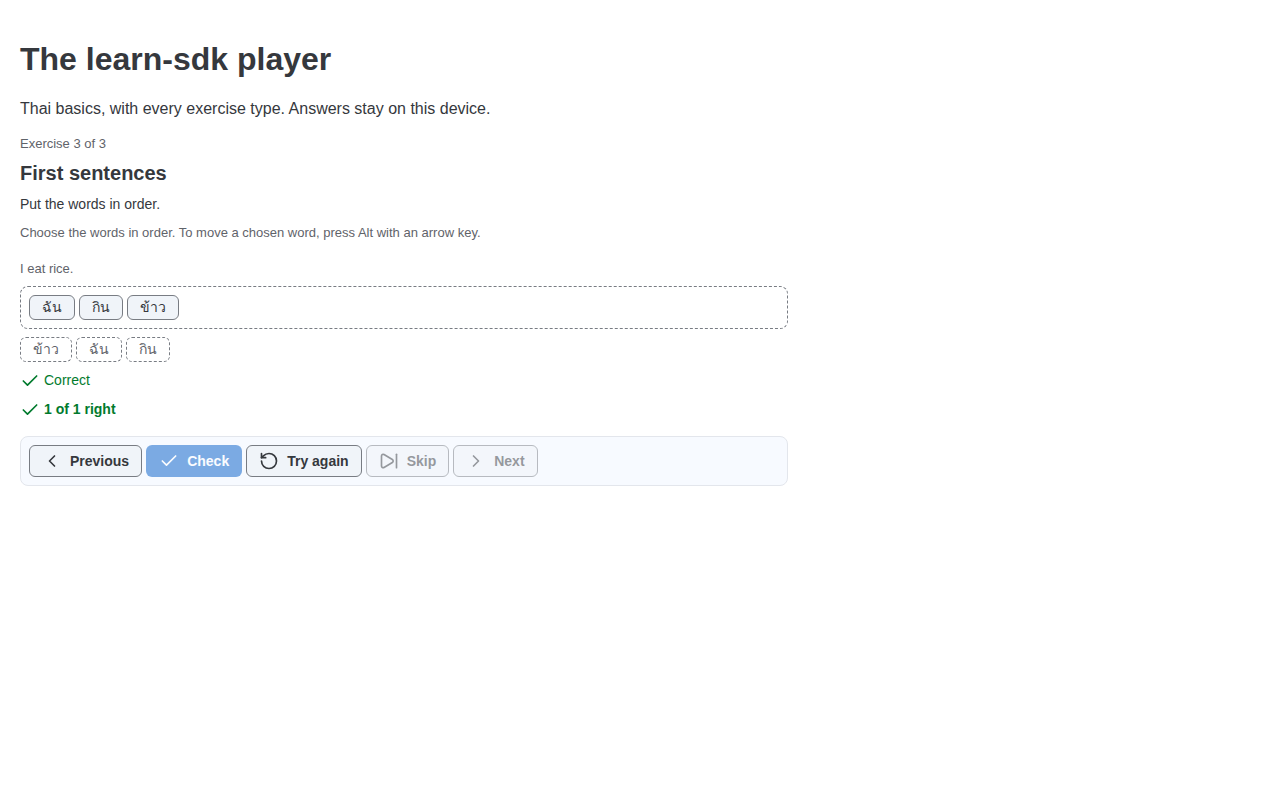 The learn-sdk player
Thai basics, with every exercise type. Answers stay on this device.
Exercise 3 of 3
First sentences
Put the words in order.
Choose the words in order. To move a chosen word, press Alt with an arrow key.
I eat rice.
ฉัน กิน ข้าว
ข้าว ฉัน กิน
Correct
1 of 1 right
Previous Check Try again Skip Next